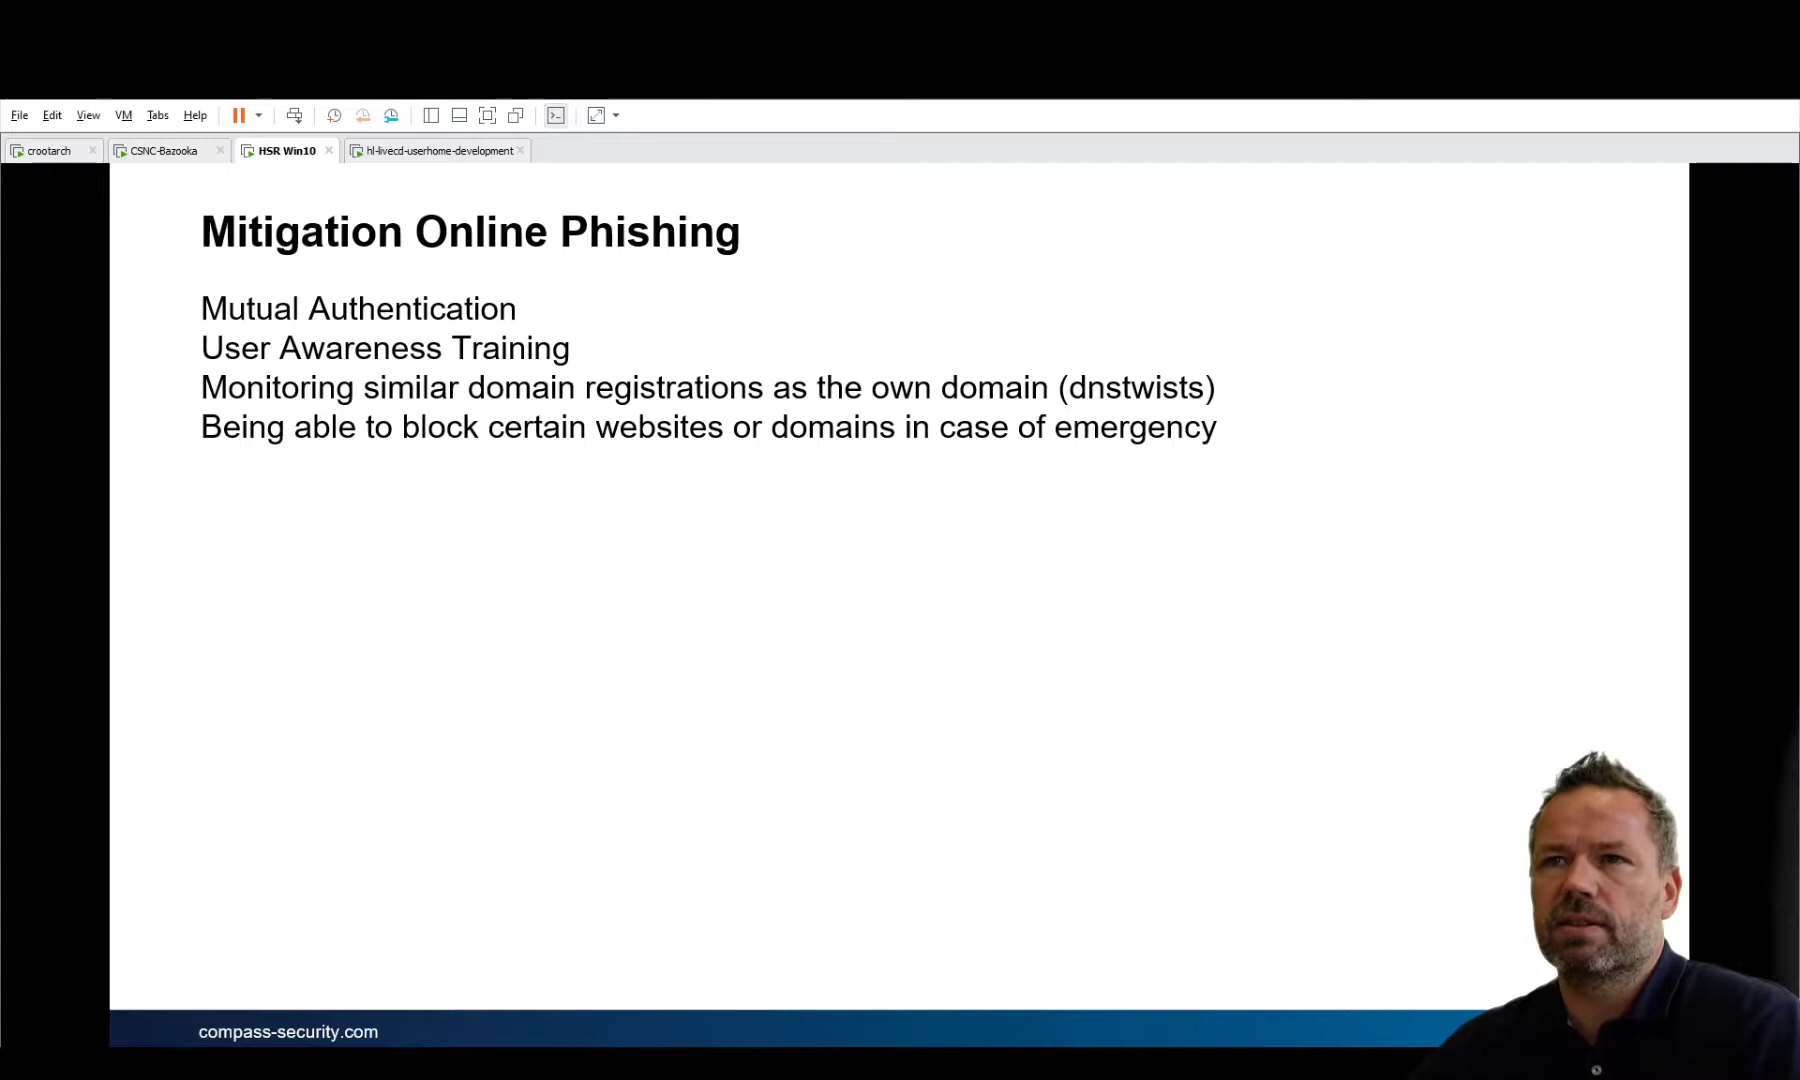 File Edit View VM Tabs Help
crootarch CSNC-Bazooka HSR Win10 hl-livecd-userhome-development
Mitigation Online Phishing
Mutual Authentication
User Awareness Training
Monitoring similar domain registrations as the own domain (dnstwists)
Being able to block certain websites or domains in case of emergency
compass-security.com